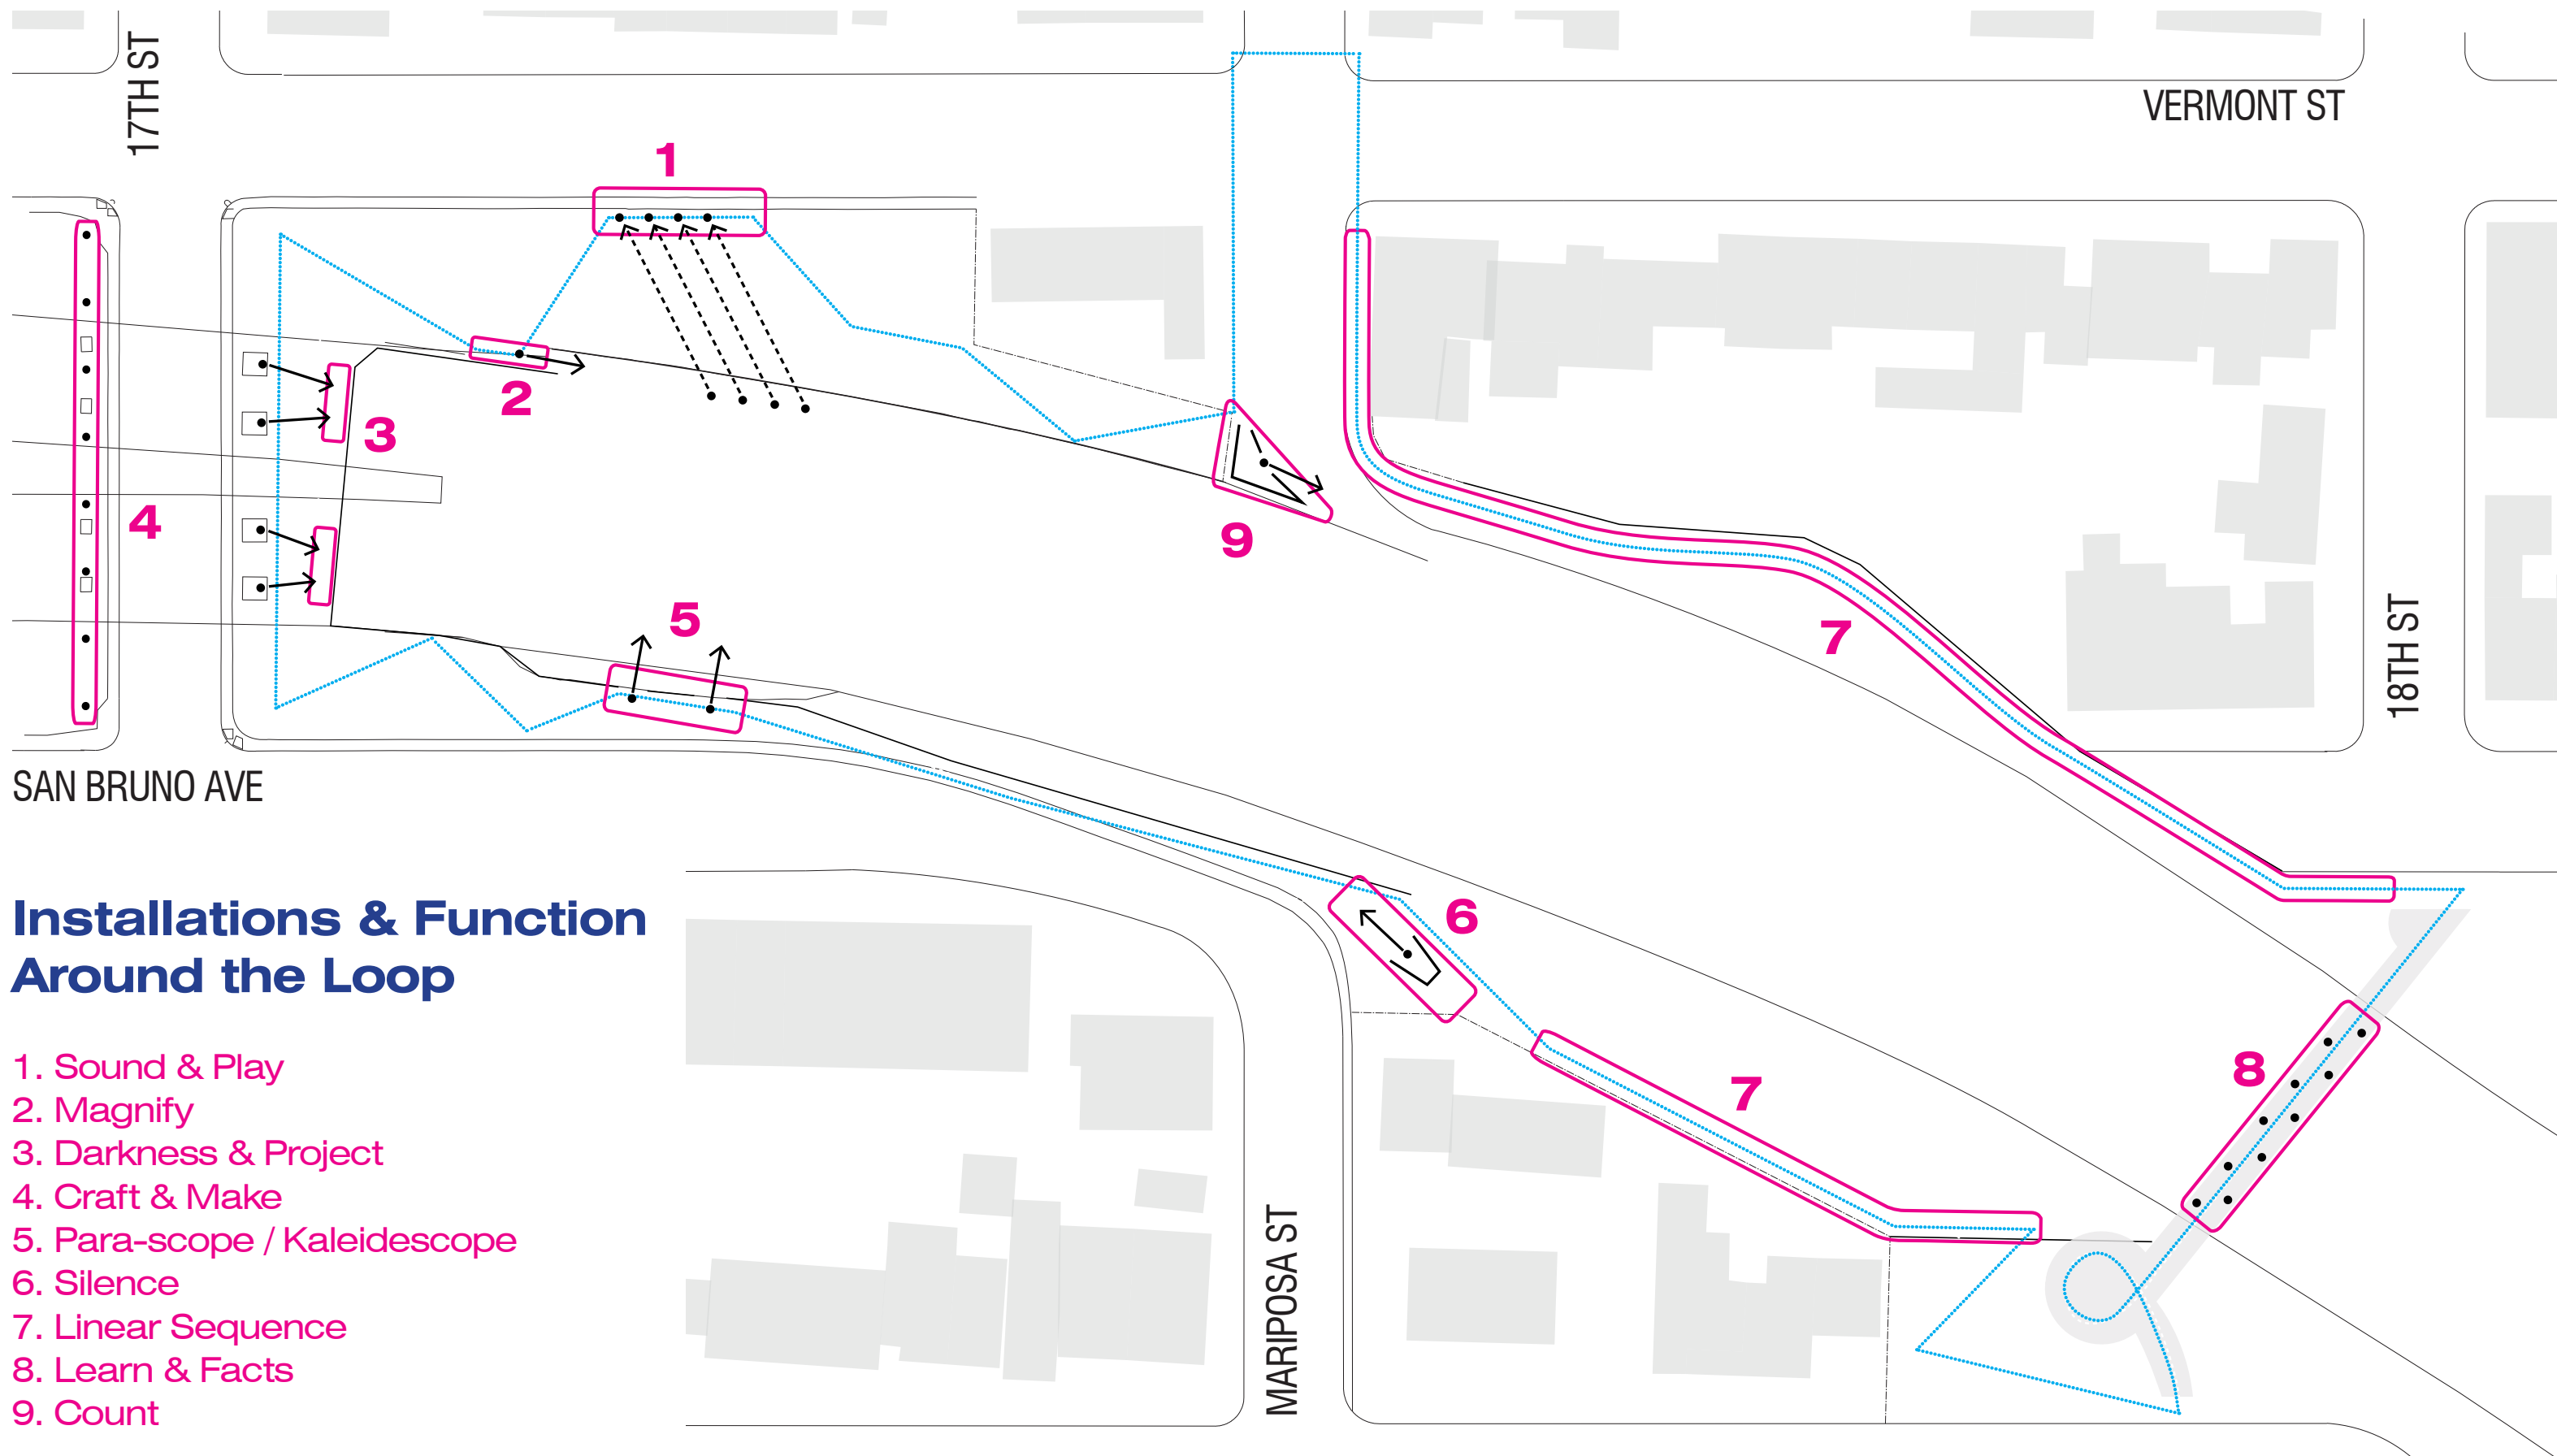 17TH ST
VERMONT ST
1
2
3
4
5
9
7
18TH ST
SAN BRUNO AVE
6
7
8
MARIPOSA ST
Installations & Function
Around the Loop
1. Sound & Play
2. Magnify
3. Darkness & Project
4. Craft & Make
5. Para-scope / Kaleidescope
6. Silence
7. Linear Sequence
8. Learn & Facts
9. Count